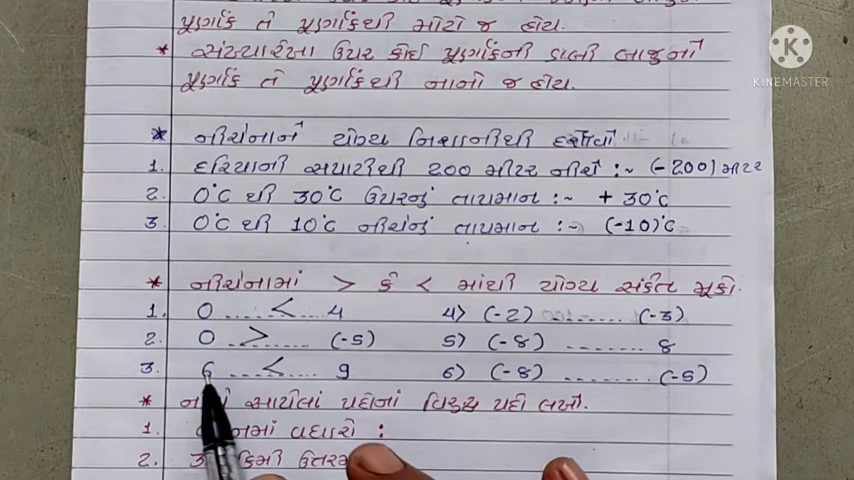 પૂર્ણાંક તે પૂર્ણાંકથી મોટો જ હોય.
* સંખ્યારેખા ઉપર કોઈ પૂર્ણાંકની ડાબી બાજુનો
પૂર્ણાંક તે પૂર્ણાંકથી નાનો જ હોય.
KINEMASTER
* નીચેનાને યોગ્ય નિશાનીથી દર્શાવો
1. દરિયાની સપાટીથી 200 મીટર નીચે :~ (-200) મીટર
2. 0°C થી 30°C ઉપરનું તાપમાન :~ + 30°C
3. 0°C થી 10°C નીચેનું તાપમાન :~ (-10)°C
* નીચેનામાં > કે < માંથી યોગ્ય સંકેત મૂકો.
1. 0 ....<.... 4 4) (-2) ........ (-3)
2. 0 ....>.... (-5) 5) (-8) ........ 8
3. 6 ....<.... 9 6) (-8) ........ (-5)
* આપેલાં પદોનાં વિરુદ્ધ પદો લખો.
1. વધારો :
2. કિમી